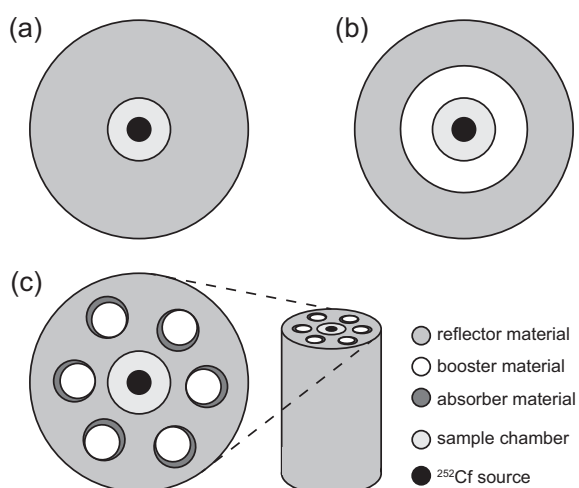 (a)
(b)
(c)
reflector material
booster material
absorber material
sample chamber
²⁵²Cf source